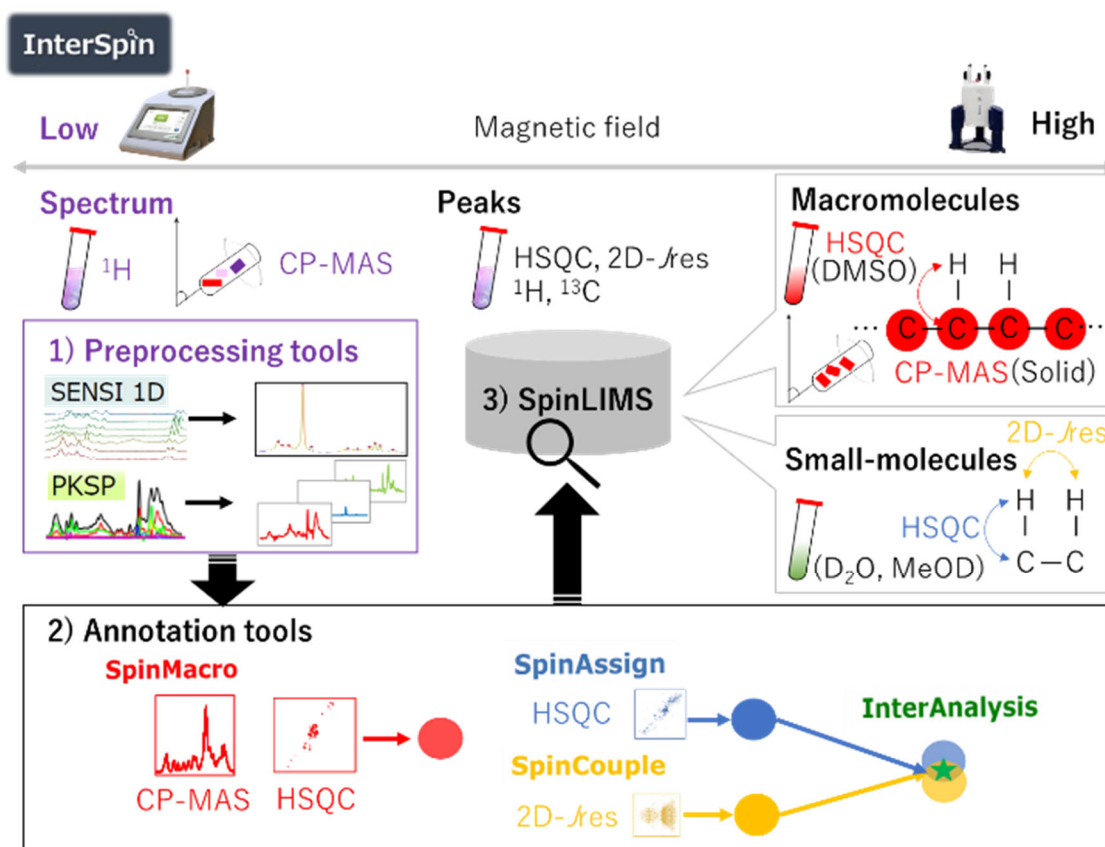 InterSpin
Low
Magnetic field
High
Spectrum
¹H
CP-MAS
Peaks
HSQC, 2D-Jres
¹H, ¹³C
Macromolecules
HSQC
(DMSO)
H H
··· C C C C ···
CP-MAS(Solid)
1) Preprocessing tools
SENSI 1D
PKSP
3) SpinLIMS
2D-Jres
Small-molecules
H H
HSQC
C C
(D₂O, MeOD)
2) Annotation tools
SpinMacro
CP-MAS
HSQC
SpinAssign
HSQC
SpinCouple
2D-Jres
InterAnalysis